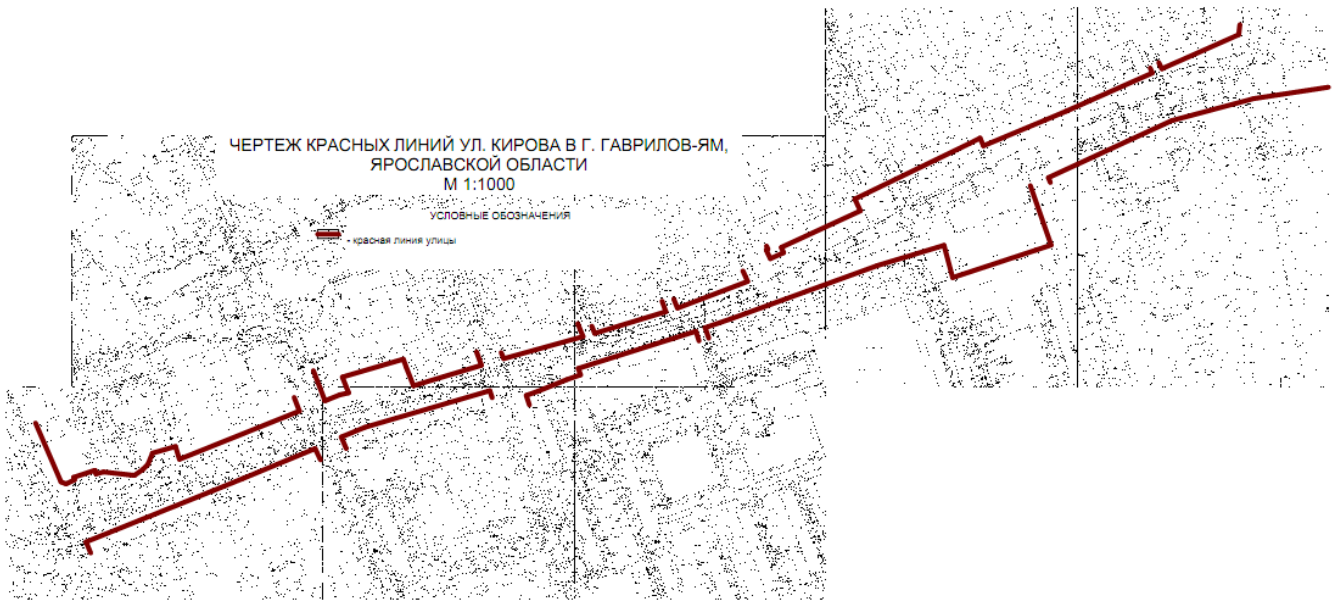 ЧЕРТЕЖ КРАСНЫХ ЛИНИЙ УЛ. КИРОВА В Г. ГАВРИЛОВ-ЯМ,
ЯРОСЛАВСКОЙ ОБЛАСТИ
М 1:1000
УСЛОВНЫЕ ОБОЗНАЧЕНИЯ
- красная линия улицы